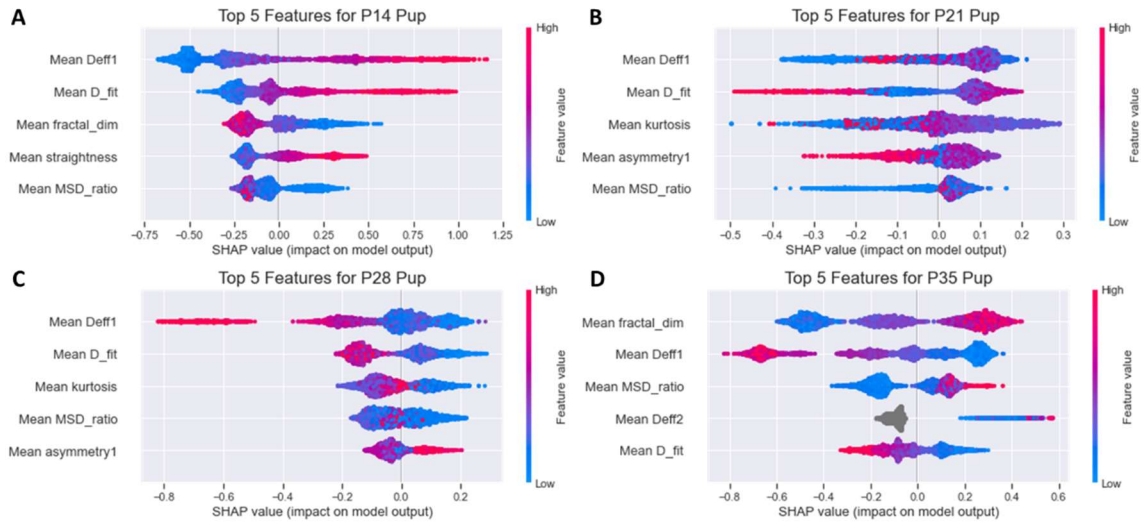 A
Top 5 Features for P14 Pup
High
Mean Deff1
Mean D_fit
Mean fractal_dim
Mean straightness
Mean MSD_ratio
Feature value
Low
−0.75 −0.50 −0.25 0.00 0.25 0.50 0.75 1.00 1.25
SHAP value (impact on model output)
B
Top 5 Features for P21 Pup
High
Mean Deff1
Mean D_fit
Mean kurtosis
Mean asymmetry1
Mean MSD_ratio
Feature value
Low
−0.5 −0.4 −0.3 −0.2 −0.1 0.0 0.1 0.2 0.3
SHAP value (impact on model output)
C
Top 5 Features for P28 Pup
High
Mean Deff1
Mean D_fit
Mean kurtosis
Mean MSD_ratio
Mean asymmetry1
Feature value
Low
−0.8 −0.6 −0.4 −0.2 0.0 0.2
SHAP value (impact on model output)
D
Top 5 Features for P35 Pup
High
Mean fractal_dim
Mean Deff1
Mean MSD_ratio
Mean Deff2
Mean D_fit
Feature value
Low
−0.8 −0.6 −0.4 −0.2 0.0 0.2 0.4 0.6
SHAP value (impact on model output)